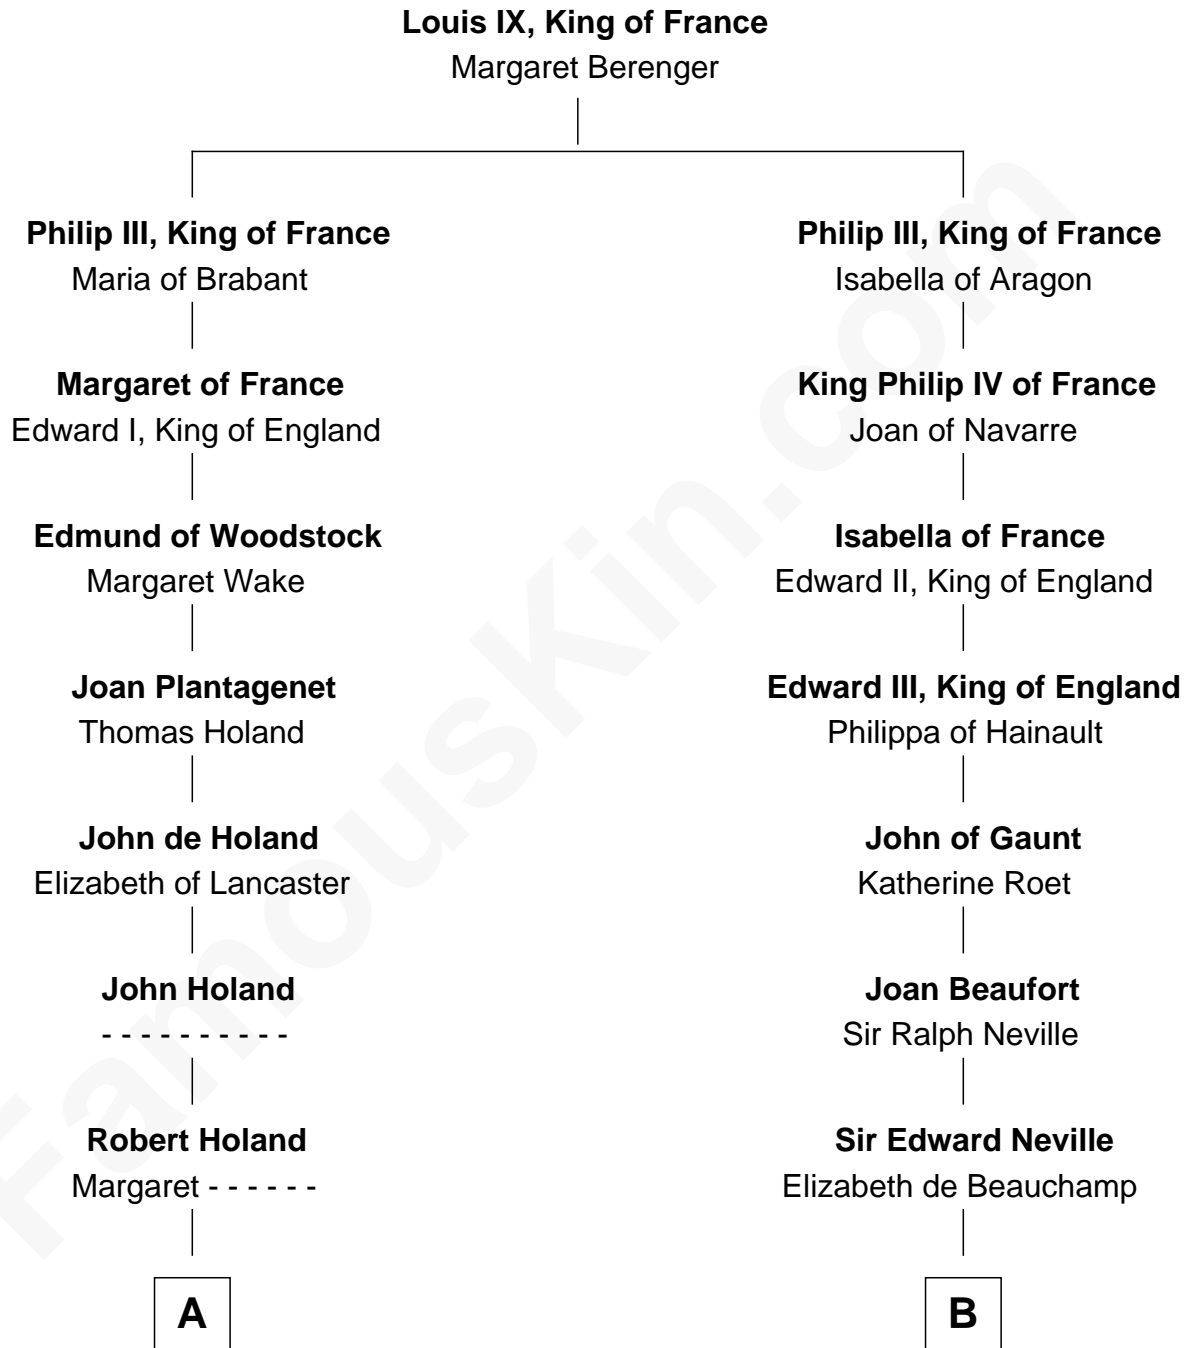 Louis IX, King of France
Margaret Berenger
Philip III, King of France
Maria of Brabant
Philip III, King of France
Isabella of Aragon
Margaret of France
Edward I, King of England
King Philip IV of France
Joan of Navarre
Edmund of Woodstock
Margaret Wake
Isabella of France
Edward II, King of England
Joan Plantagenet
Thomas Holand
Edward III, King of England
Philippa of Hainault
John de Holand
Elizabeth of Lancaster
John of Gaunt
Katherine Roet
John Holand
- - - - - - - - - -
Joan Beaufort
Sir Ralph Neville
Robert Holand
Margaret - - - - - -
Sir Edward Neville
Elizabeth de Beauchamp
A
B
FamousKin.com